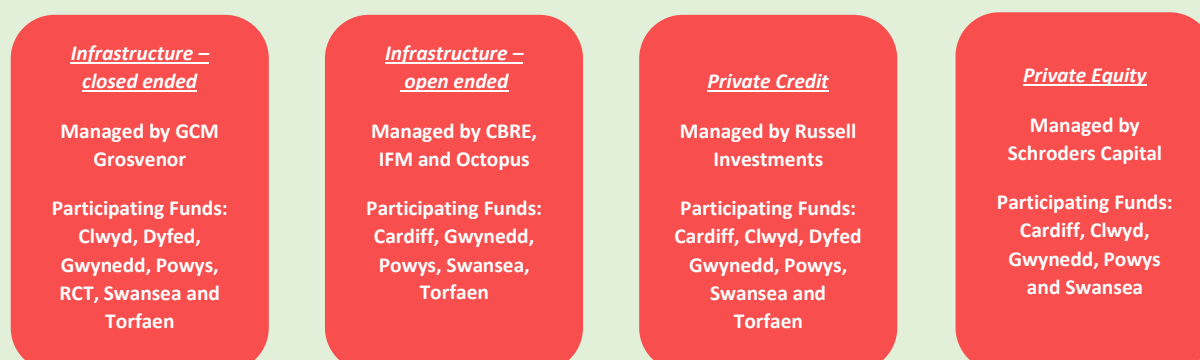 Infrastructure –
closed ended
Managed by GCM
Grosvenor
Participating Funds:
Clwyd, Dyfed,
Gwynedd, Powys,
RCT, Swansea and
Torfaen
Infrastructure –
open ended
Managed by CBRE,
IFM and Octopus
Participating Funds:
Cardiff, Gwynedd,
Powys, Swansea,
Torfaen
Private Credit
Managed by Russell
Investments
Participating Funds:
Cardiff, Clwyd, Dyfed
Gwynedd, Powys,
Swansea and
Torfaen
Private Equity
Managed by
Schroders Capital
Participating Funds:
Cardiff, Clwyd,
Gwynedd, Powys
and Swansea